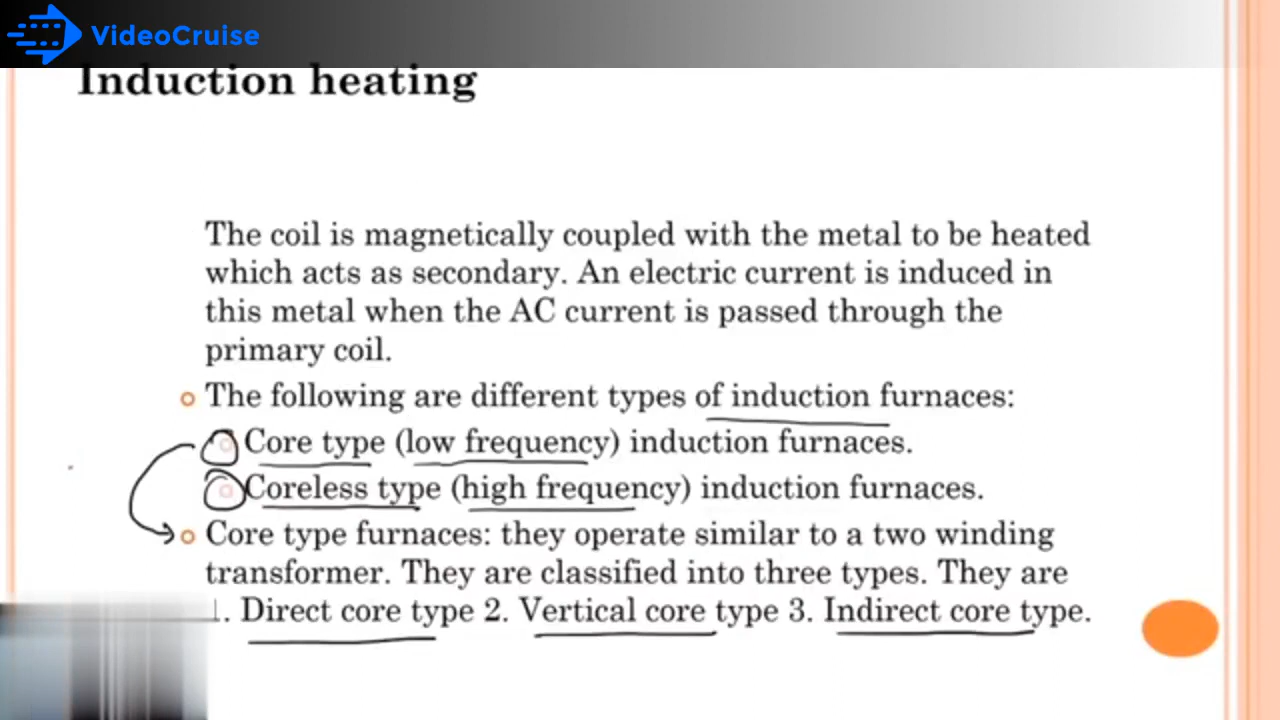 VideoCruise
Induction heating
The coil is magnetically coupled with the metal to be heated
which acts as secondary. An electric current is induced in
this metal when the AC current is passed through the
primary coil.
The following are different types of induction furnaces:
Core type (low frequency) induction furnaces.
Coreless type (high frequency) induction furnaces.
Core type furnaces: they operate similar to a two winding
transformer. They are classified into three types. They are
1. Direct core type 2. Vertical core type 3. Indirect core type.